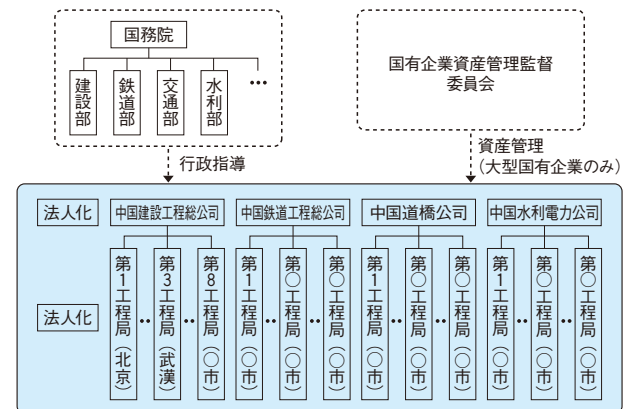 国務院
建設部
鉄道部
交通部
水利部
…
国有企業資産管理監督
委員会
行政指導
資産管理
(大型国有企業のみ)
法人化
中国建設工程総公司
中国鉄道工程総公司
中国道橋公司
中国水利電力公司
法人化
第1工程局(北京)
‥
第3工程局(武漢)
‥
第8工程局(○市)
第1工程局(○市)
‥
第○工程局(○市)
‥
第○工程局(○市)
第1工程局(○市)
‥
第○工程局(○市)
‥
第○工程局(○市)
第1工程局(○市)
‥
第○工程局(○市)
‥
第○工程局(○市)